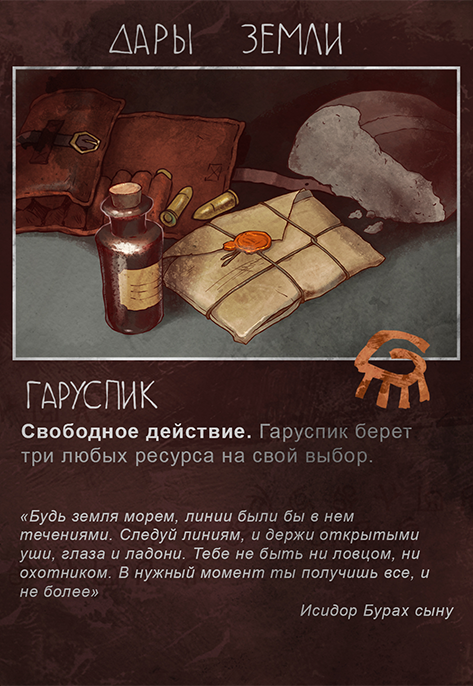 ДАРЫ ЗЕМЛИ
ГАРУСПИК
Свободное действие. Гаруспик берет
три любых ресурса на свой выбор.
«Будь земля морем, линии были бы в нем
течениями. Следуй линиям, и держи открытыми
уши, глаза и ладони. Тебе не быть ни ловцом, ни
охотником. В нужный момент ты получишь все, и
не более»
Исидор Бурах сыну